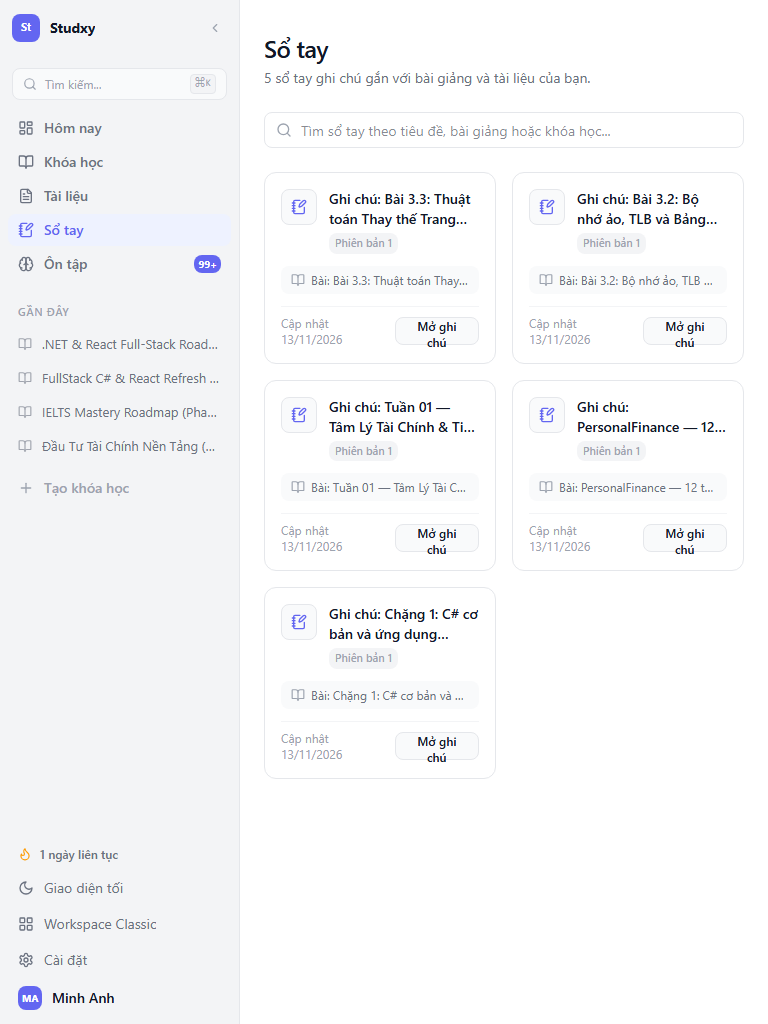 St
Studxy
Tìm kiếm...
⌘K
Hôm nay
Khóa học
Tài liệu
Sổ tay
Ôn tập
99+
GẦN ĐÂY
.NET & React Full-Stack Road...
FullStack C# & React Refresh ...
IELTS Mastery Roadmap (Pha...
Đầu Tư Tài Chính Nền Tảng (...
Tạo khóa học
1 ngày liên tục
Giao diện tối
Workspace Classic
Cài đặt
MA
Minh Anh
Sổ tay
5 sổ tay ghi chú gắn với bài giảng và tài liệu của bạn.
Tìm sổ tay theo tiêu đề, bài giảng hoặc khóa học...
Ghi chú: Bài 3.3: Thuật
toán Thay thế Trang...
Phiên bản 1
Bài: Bài 3.3: Thuật toán Thay...
Cập nhật
13/11/2026
Mở ghi
chú
Ghi chú: Bài 3.2: Bộ
nhớ ảo, TLB và Bảng...
Phiên bản 1
Bài: Bài 3.2: Bộ nhớ ảo, TLB ...
Cập nhật
13/11/2026
Mở ghi
chú
Ghi chú: Tuần 01 —
Tâm Lý Tài Chính & Ti...
Phiên bản 1
Bài: Tuần 01 — Tâm Lý Tài C...
Cập nhật
13/11/2026
Mở ghi
chú
Ghi chú:
PersonalFinance — 12...
Phiên bản 1
Bài: PersonalFinance — 12 t...
Cập nhật
13/11/2026
Mở ghi
chú
Ghi chú: Chặng 1: C# cơ
bản và ứng dụng...
Phiên bản 1
Bài: Chặng 1: C# cơ bản và ...
Cập nhật
13/11/2026
Mở ghi
chú